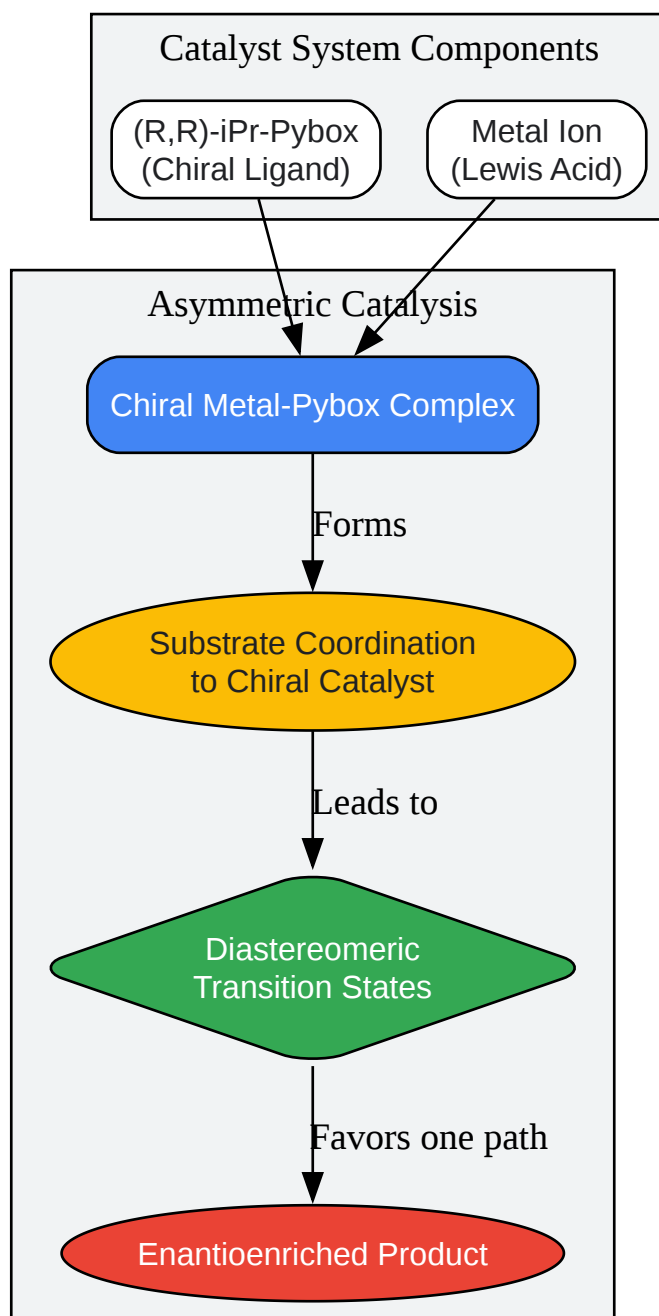 Catalyst System Components
(R,R)-iPr-Pybox
(Chiral Ligand)
Metal Ion
(Lewis Acid)
Asymmetric Catalysis
Chiral Metal-Pybox Complex
Forms
Substrate Coordination
to Chiral Catalyst
Leads to
Diastereomeric
Transition States
Favors one path
Enantioenriched Product